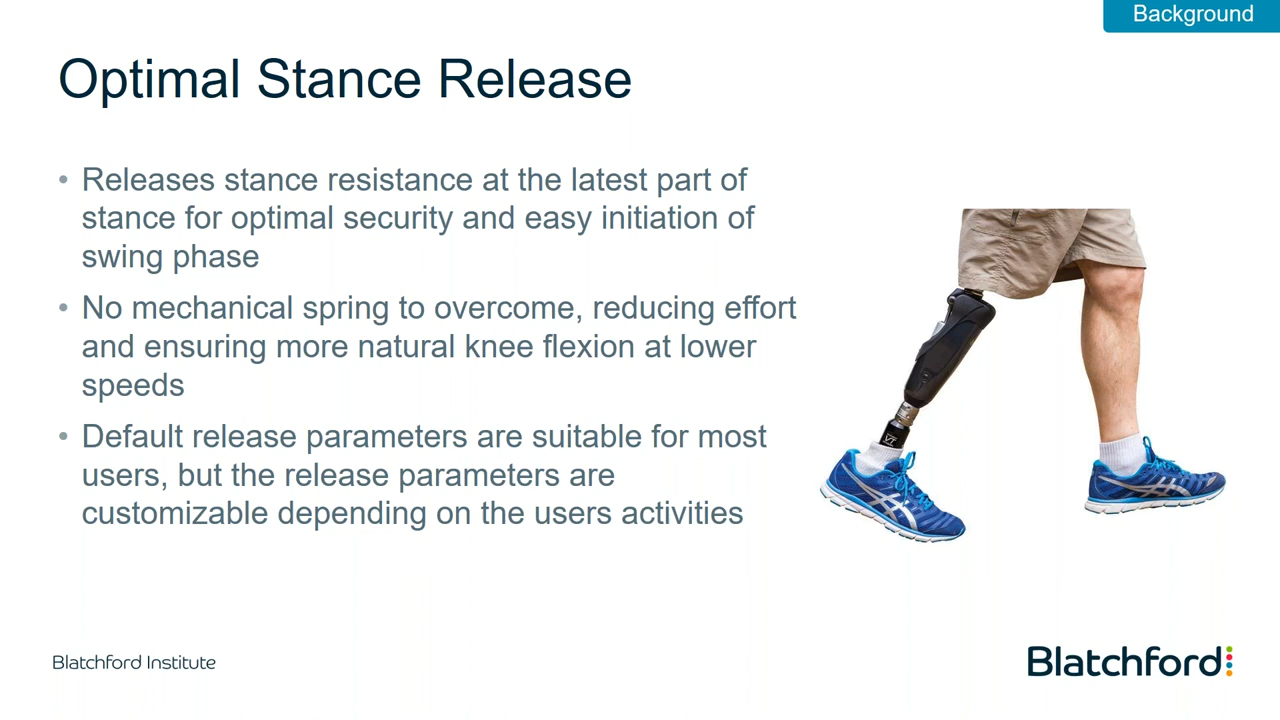 Background
Optimal Stance Release
• Releases stance resistance at the latest part of
stance for optimal security and easy initiation of
swing phase
• No mechanical spring to overcome, reducing effort
and ensuring more natural knee flexion at lower
speeds
• Default release parameters are suitable for most
users, but the release parameters are
customizable depending on the users activities
VT
Blatchford Institute
Blatchford